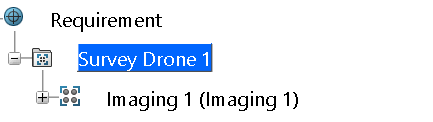 Requirement
Survey Drone 1
Imaging 1 (Imaging 1)